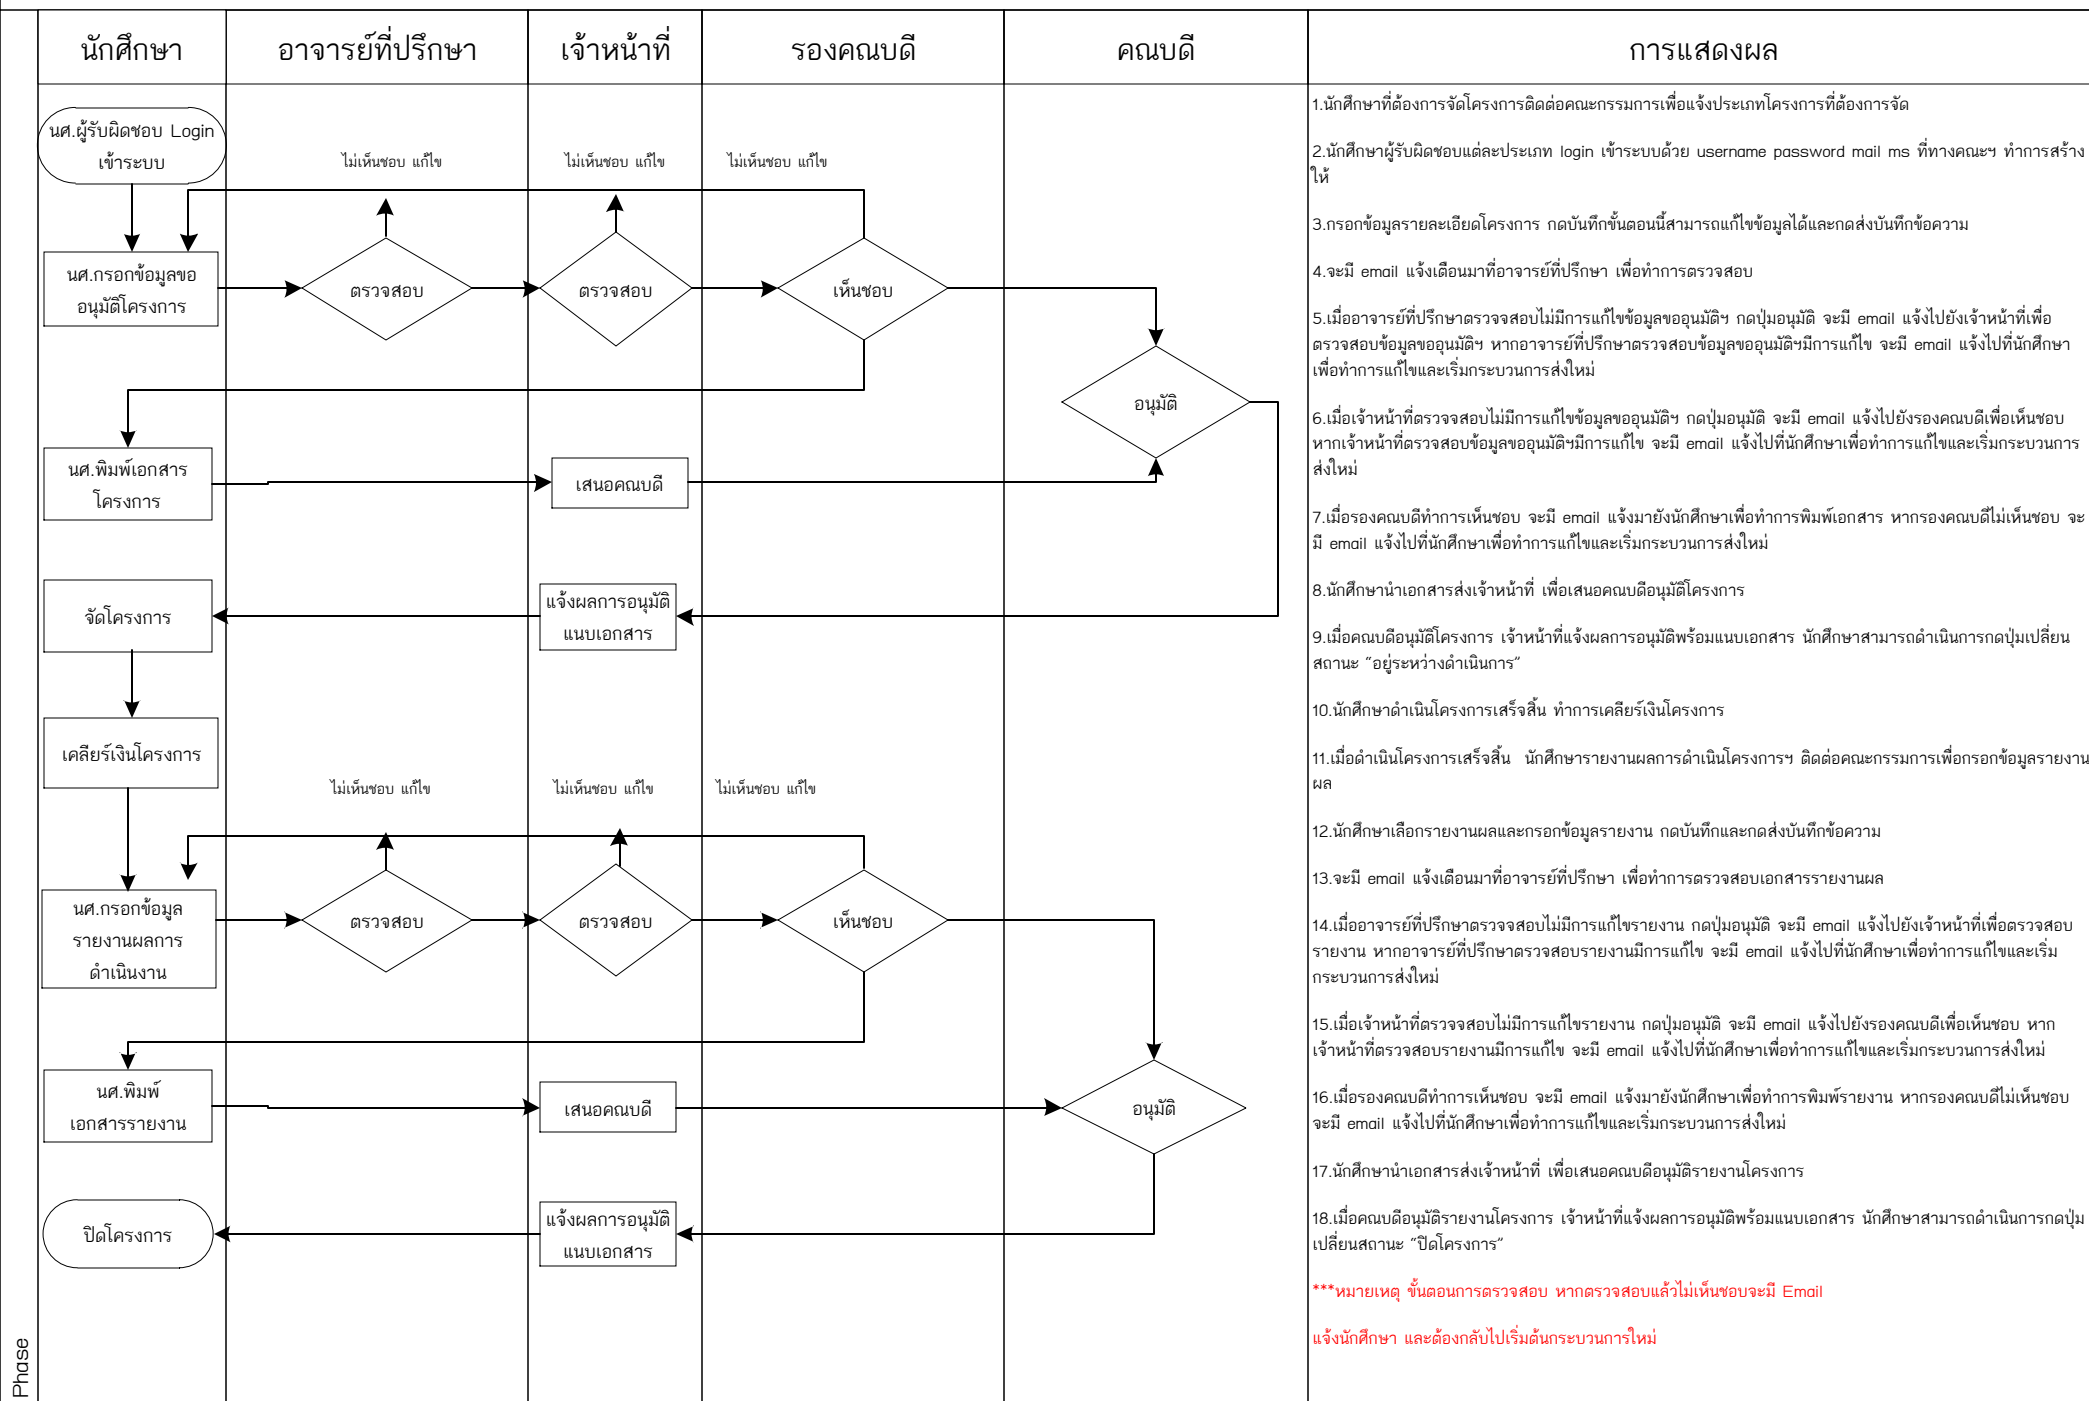 นักศึกษา
อาจารย์ที่ปรึกษา
เจ้าหน้าที่
รองคณบดี
คณบดี
การแสดงผล
นศ.ผู้รับผิดชอบ Login
เข้าระบบ
ไม่เห็นชอบ แก้ไข
ไม่เห็นชอบ แก้ไข
ไม่เห็นชอบ แก้ไข
นศ.กรอกข้อมูลขอ
อนุมัติโครงการ
ตรวจสอบ
ตรวจสอบ
เห็นชอบ
อนุมัติ
นศ.พิมพ์เอกสาร
โครงการ
เสนอคณบดี
จัดโครงการ
แจ้งผลการอนุมัติ
แนบเอกสาร
เคลียร์เงินโครงการ
ไม่เห็นชอบ แก้ไข
ไม่เห็นชอบ แก้ไข
ไม่เห็นชอบ แก้ไข
นศ.กรอกข้อมูล
รายงานผลการ
ดำเนินงาน
ตรวจสอบ
ตรวจสอบ
เห็นชอบ
นศ.พิมพ์
เอกสารรายงาน
เสนอคณบดี
อนุมัติ
ปิดโครงการ
แจ้งผลการอนุมัติ
แนบเอกสาร
Phase
1.นักศึกษาที่ต้องการจัดโครงการติดต่อคณะกรรมการเพื่อแจ้งประเภทโครงการที่ต้องการจัด
2.นักศึกษาผู้รับผิดชอบแต่ละประเภท login เข้าระบบด้วย username password mail ms ที่ทางคณะฯ ทำการสร้าง
ให้
3.กรอกข้อมูลรายละเอียดโครงการ กดบันทึกขั้นตอนนี้สามารถแก้ไขข้อมูลได้และกดส่งบันทึกข้อความ
4.จะมี email แจ้งเตือนมาที่อาจารย์ที่ปรึกษา เพื่อทำการตรวจสอบ
5.เมื่ออาจารย์ที่ปรึกษาตรวจจสอบไม่มีการแก้ไขข้อมูลขออุนมัติฯ กดปุ่มอนุมัติ จะมี email แจ้งไปยังเจ้าหน้าที่เพื่อ
ตรวจสอบข้อมูลขออุนมัติฯ หากอาจารย์ที่ปรึกษาตรวจสอบข้อมูลขออุนมัติฯมีการแก้ไข จะมี email แจ้งไปที่นักศึกษา
เพื่อทำการแก้ไขและเริ่มกระบวนการส่งใหม่
6.เมื่อเจ้าหน้าที่ตรวจจสอบไม่มีการแก้ไขข้อมูลขออุนมัติฯ กดปุ่มอนุมัติ จะมี email แจ้งไปยังรองคณบดีเพื่อเห็นชอบ
หากเจ้าหน้าที่ตรวจสอบข้อมูลขออุนมัติฯมีการแก้ไข จะมี email แจ้งไปที่นักศึกษาเพื่อทำการแก้ไขและเริ่มกระบวนการ
ส่งใหม่
7.เมื่อรองคณบดีทำการเห็นชอบ จะมี email แจ้งมายังนักศึกษาเพื่อทำการพิมพ์เอกสาร หากรองคณบดีไม่เห็นชอบ จะ
มี email แจ้งไปที่นักศึกษาเพื่อทำการแก้ไขและเริ่มกระบวนการส่งใหม่
8.นักศึกษานำเอกสารส่งเจ้าหน้าที่ เพื่อเสนอคณบดีอนุมัติโครงการ
9.เมื่อคณบดีอนุมัติโครงการ เจ้าหน้าที่แจ้งผลการอนุมัติพร้อมแนบเอกสาร นักศึกษาสามารถดำเนินการกดปุ่มเปลี่ยน
สถานะ "อยู่ระหว่างดำเนินการ"
10.นักศึกษาดำเนินโครงการเสร็จสิ้น ทำการเคลียร์เงินโครงการ
11.เมื่อดำเนินโครงการเสร็จสิ้น นักศึกษารายงานผลการดำเนินโครงการฯ ติดต่อคณะกรรมการเพื่อกรอกข้อมูลรายงาน
ผล
12.นักศึกษาเลือกรายงานผลและกรอกข้อมูลรายงาน กดบันทึกและกดส่งบันทึกข้อความ
13.จะมี email แจ้งเตือนมาที่อาจารย์ที่ปรึกษา เพื่อทำการตรวจสอบเอกสารรายงานผล
14.เมื่ออาจารย์ที่ปรึกษาตรวจจสอบไม่มีการแก้ไขรายงาน กดปุ่มอนุมัติ จะมี email แจ้งไปยังเจ้าหน้าที่เพื่อตรวจสอบ
รายงาน หากอาจารย์ที่ปรึกษาตรวจสอบรายงานมีการแก้ไข จะมี email แจ้งไปที่นักศึกษาเพื่อทำการแก้ไขและเริ่ม
กระบวนการส่งใหม่
15.เมื่อเจ้าหน้าที่ตรวจจสอบไม่มีการแก้ไขรายงาน กดปุ่มอนุมัติ จะมี email แจ้งไปยังรองคณบดีเพื่อเห็นชอบ หาก
เจ้าหน้าที่ตรวจสอบรายงานมีการแก้ไข จะมี email แจ้งไปที่นักศึกษาเพื่อทำการแก้ไขและเริ่มกระบวนการส่งใหม่
16.เมื่อรองคณบดีทำการเห็นชอบ จะมี email แจ้งมายังนักศึกษาเพื่อทำการพิมพ์รายงาน หากรองคณบดีไม่เห็นชอบ
จะมี email แจ้งไปที่นักศึกษาเพื่อทำการแก้ไขและเริ่มกระบวนการส่งใหม่
17.นักศึกษานำเอกสารส่งเจ้าหน้าที่ เพื่อเสนอคณบดีอนุมัติรายงานโครงการ
18.เมื่อคณบดีอนุมัติรายงานโครงการ เจ้าหน้าที่แจ้งผลการอนุมัติพร้อมแนบเอกสาร นักศึกษาสามารถดำเนินการกดปุ่ม
เปลี่ยนสถานะ "ปิดโครงการ"
***หมายเหตุ ขั้นตอนการตรวจสอบ หากตรวจสอบแล้วไม่เห็นชอบจะมี Email
แจ้งนักศึกษา และต้องกลับไปเริ่มต้นกระบวนการใหม่